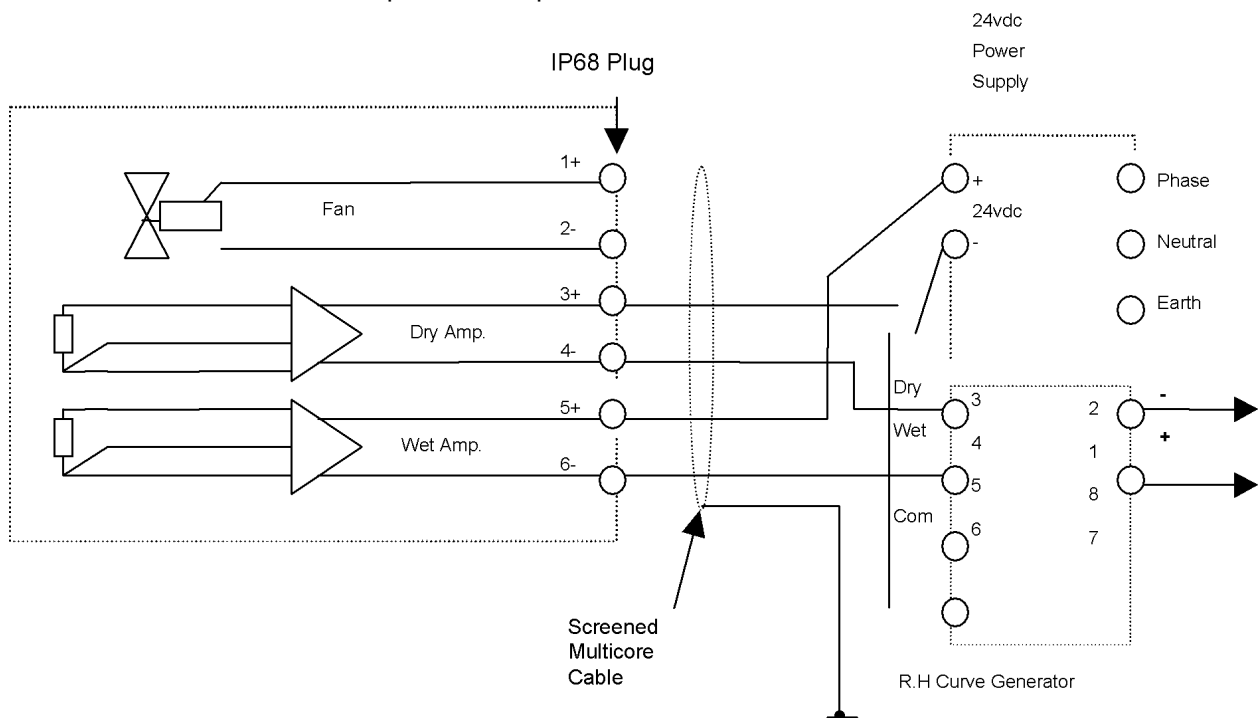 24vdc
Power
Supply
IP68 Plug
1+
Fan
2-
3+
Dry Amp.
4-
5+
Wet Amp.
6-
+
24vdc
-
Phase
Neutral
Earth
Dry
Wet
Com
3
4
5
6
2
1
8
7
-
+
Screened
Multicore
Cable
R.H Curve Generator